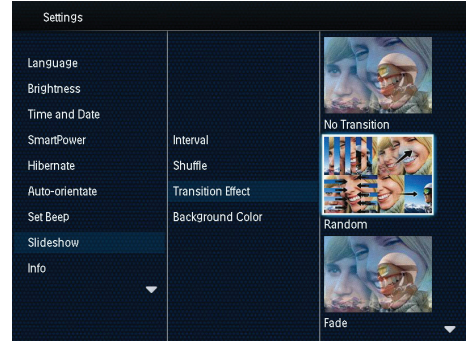 Settings
Language
Brightness
Time and Date
SmartPower
Hibernate
Auto-orientate
Set Beep
Slideshow
Info
Interval
Shuffle
Transition Effect
Background Color
No Transition
Random
Fade